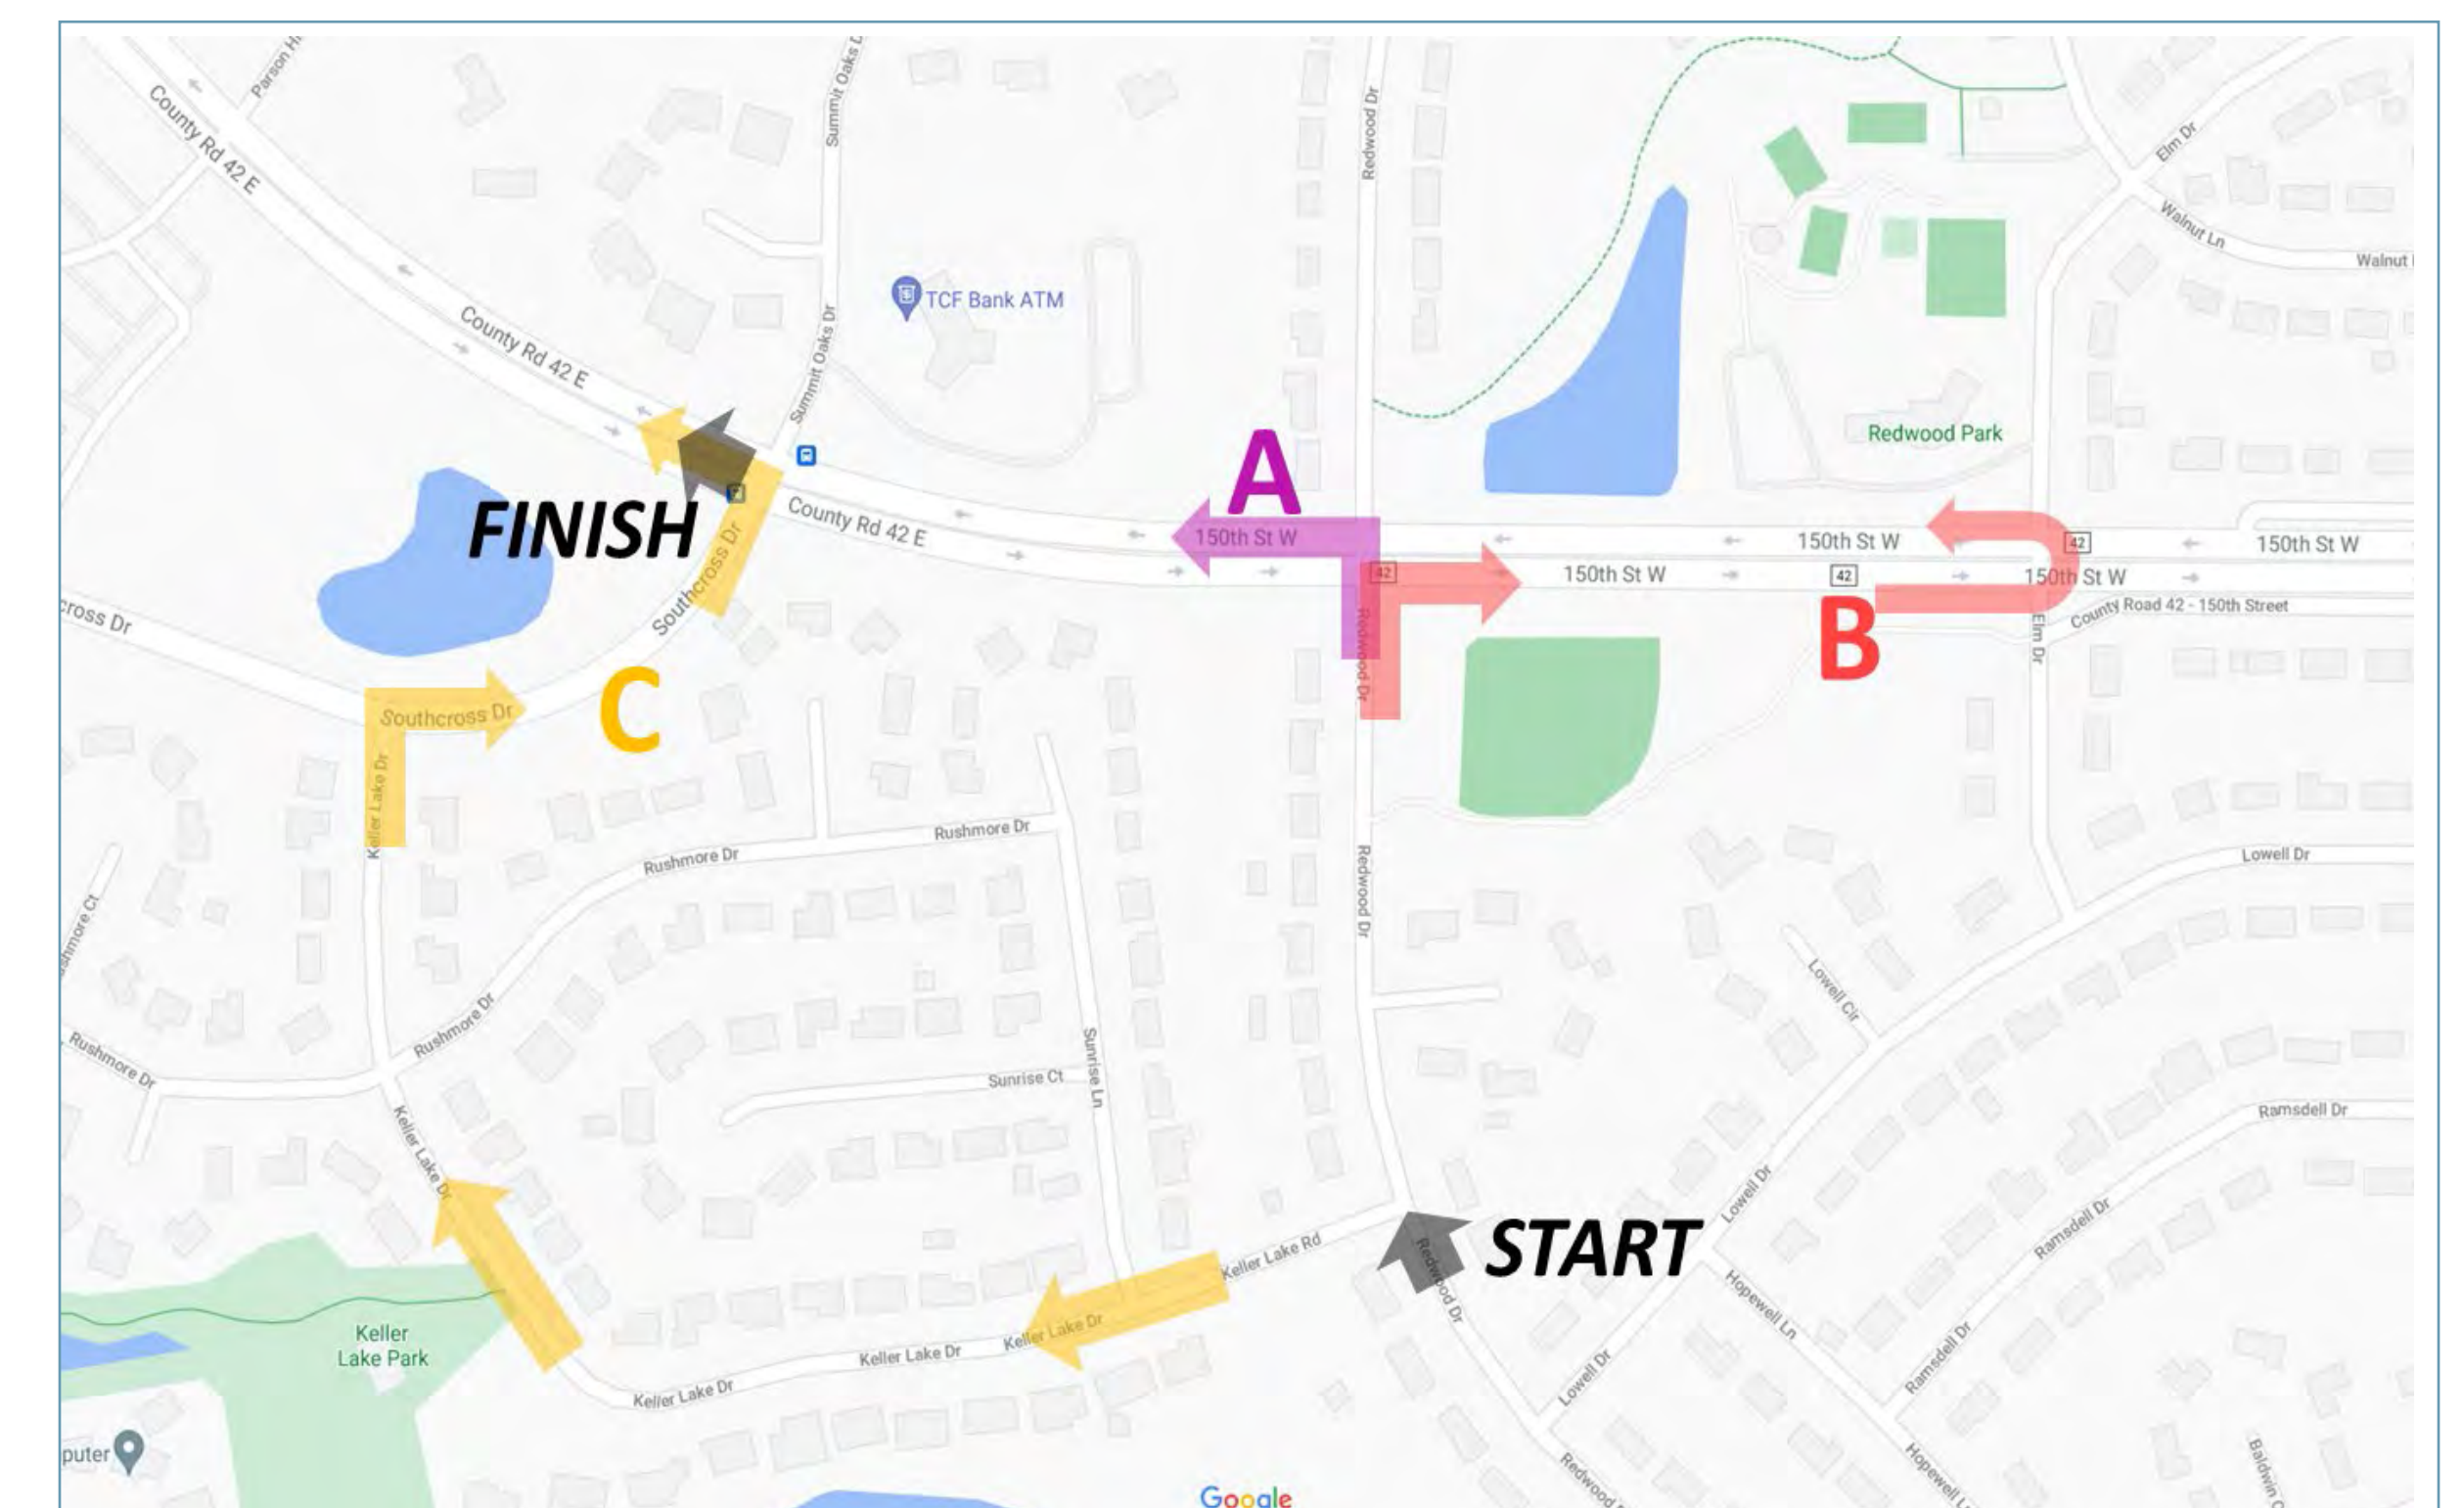 Parson H
Summit Oaks D
County Rd 42 E
Redwood Dr
Elm Dr
Walnut Ln
Walnut
TCF Bank ATM
County Rd 42 E
Summit Oaks Dr
Redwood Park
A
FINISH
County Rd 42 E
150th St W
150th St W
42
150th St W
42
150th St W
42
150th St W
B
County Road 42 - 150th Street
Elm Dr
cross Dr
Southcross Dr
Redwood Dr
C
Southcross Dr
Keller Lake Dr
Rushmore Dr
Rushmore Dr
Redwood Dr
Lowell Dr
shmore Ct
Lowell Cir
Rushmore Dr
Rushmore Dr
Sunrise Ct
Sunrise Ln
Ramsdell Dr
Keller Lake Dr
Lowell Dr
START
Keller Lake Rd
Redwood Dr
Ramsdell Dr
Hopewell Ln
Keller
Lake Park
Keller Lake Dr
Keller Lake Dr
Keller Lake Dr
Lowell Dr
Ramsdell Dr
puter
Redwood
Hopewell L
Baldwin
Google